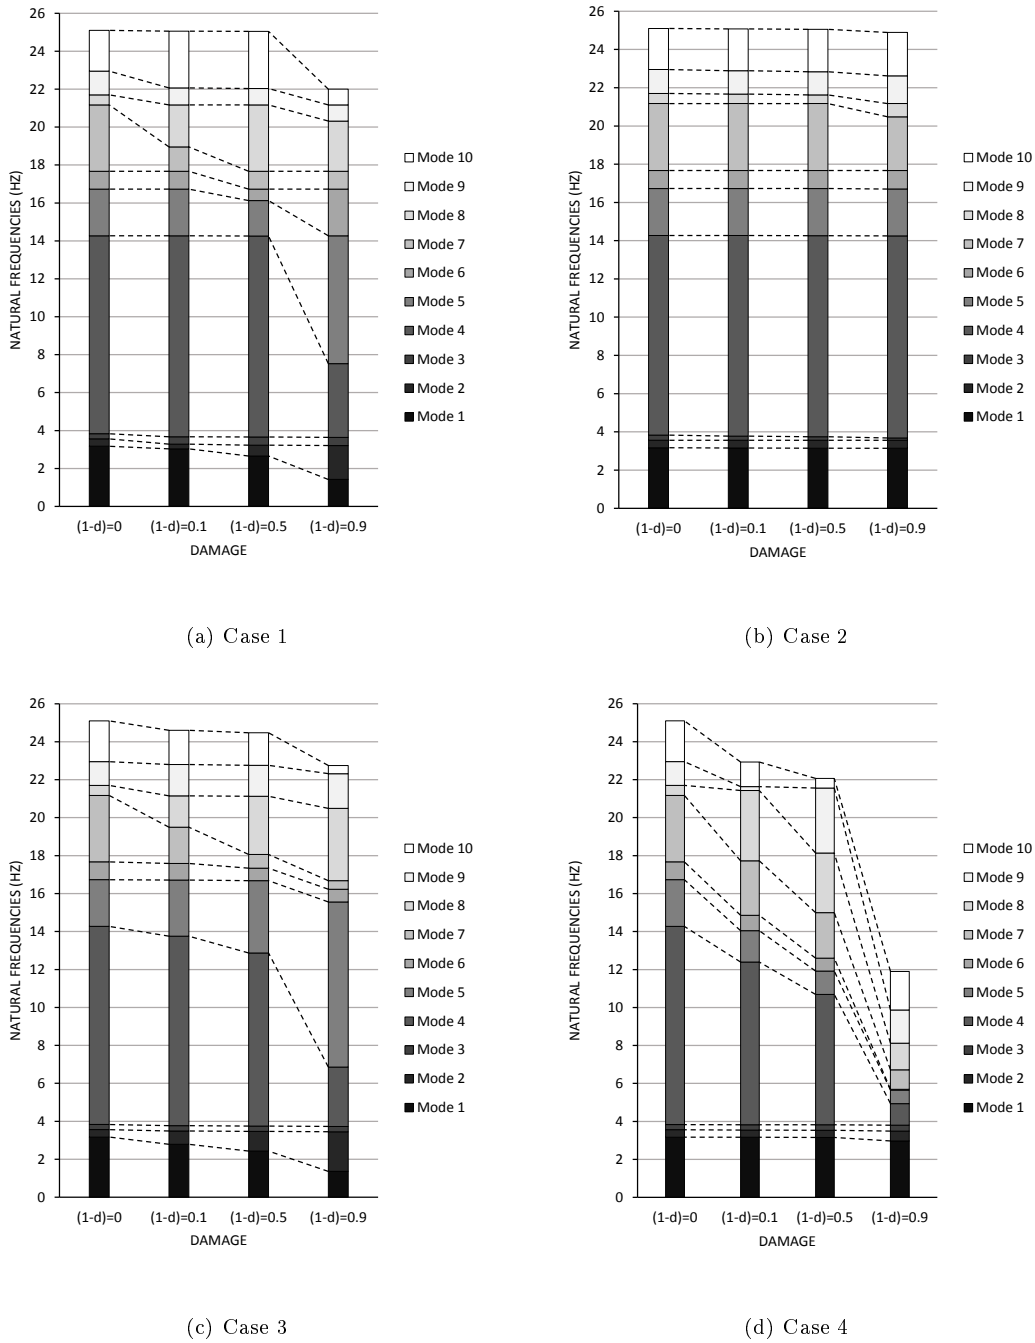 26
24
22
20
18
16
14
12
10
8
6
4
2
0
NATURAL FREQUENCIES (HZ)
(1-d)=0 (1-d)=0.1 (1-d)=0.5 (1-d)=0.9
DAMAGE
Mode 10
Mode 9
Mode 8
Mode 7
Mode 6
Mode 5
Mode 4
Mode 3
Mode 2
Mode 1
(a) Case 1
26
24
22
20
18
16
14
12
10
8
6
4
2
0
NATURAL FREQUENCIES (HZ)
(1-d)=0 (1-d)=0.1 (1-d)=0.5 (1-d)=0.9
DAMAGE
Mode 10
Mode 9
Mode 8
Mode 7
Mode 6
Mode 5
Mode 4
Mode 3
Mode 2
Mode 1
(b) Case 2
26
24
22
20
18
16
14
12
10
8
6
4
2
0
NATURAL FREQUENCIES (HZ)
(1-d)=0 (1-d)=0.1 (1-d)=0.5 (1-d)=0.9
DAMAGE
Mode 10
Mode 9
Mode 8
Mode 7
Mode 6
Mode 5
Mode 4
Mode 3
Mode 2
Mode 1
(c) Case 3
26
24
22
20
18
16
14
12
10
8
6
4
2
0
NATURAL FREQUENCIES (HZ)
(1-d)=0 (1-d)=0.1 (1-d)=0.5 (1-d)=0.9
DAMAGE
Mode 10
Mode 9
Mode 8
Mode 7
Mode 6
Mode 5
Mode 4
Mode 3
Mode 2
Mode 1
(d) Case 4